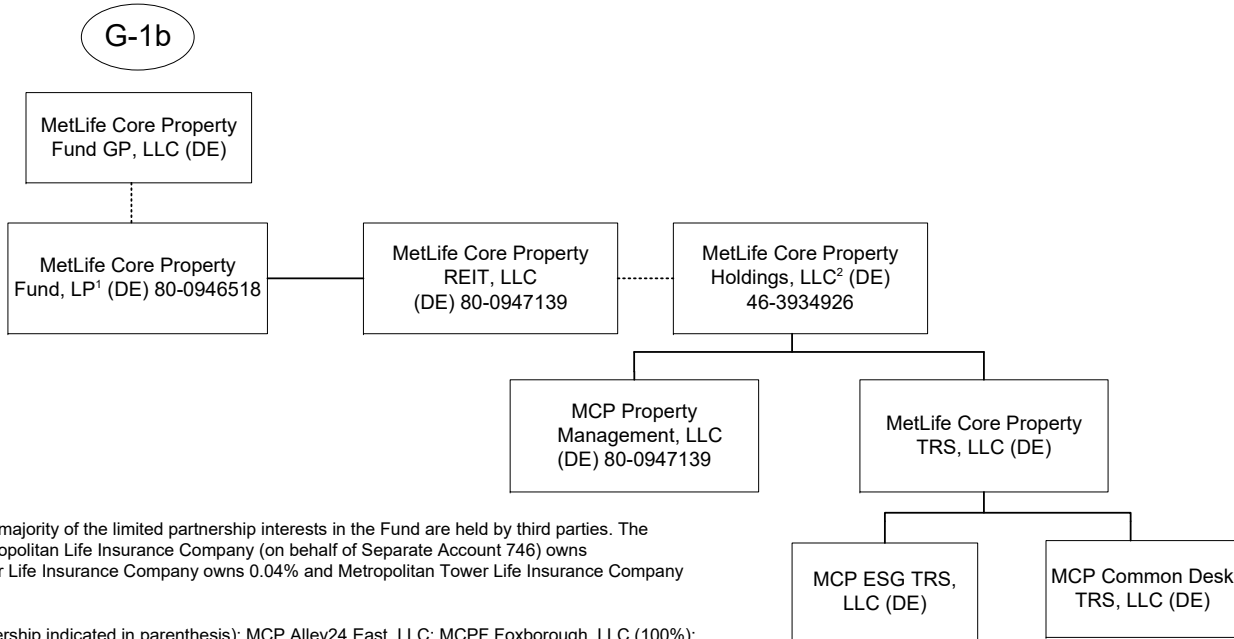 G-1b
MetLife Core Property
Fund GP, LLC (DE)
MetLife Core Property
Fund, LP¹ (DE) 80-0946518
MetLife Core Property
REIT, LLC
(DE) 80-0947139
MetLife Core Property
Holdings, LLC² (DE)
46-3934926
MCP Property
Management, LLC
(DE) 80-0947139
MetLife Core Property
TRS, LLC (DE)
majority of the limited partnership interests in the Fund are held by third parties. The
opolitan Life Insurance Company (on behalf of Separate Account 746) owns
r Life Insurance Company owns 0.04% and Metropolitan Tower Life Insurance Company
MCP ESG TRS,
LLC (DE)
MCP Common Desk
TRS, LLC (DE)
ership indicated in parenthesis): MCP Alley24 East, LLC; MCPF Foxborough, LLC (100%);